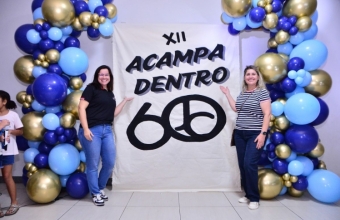 XII
ACAMPA
DENTRO
60